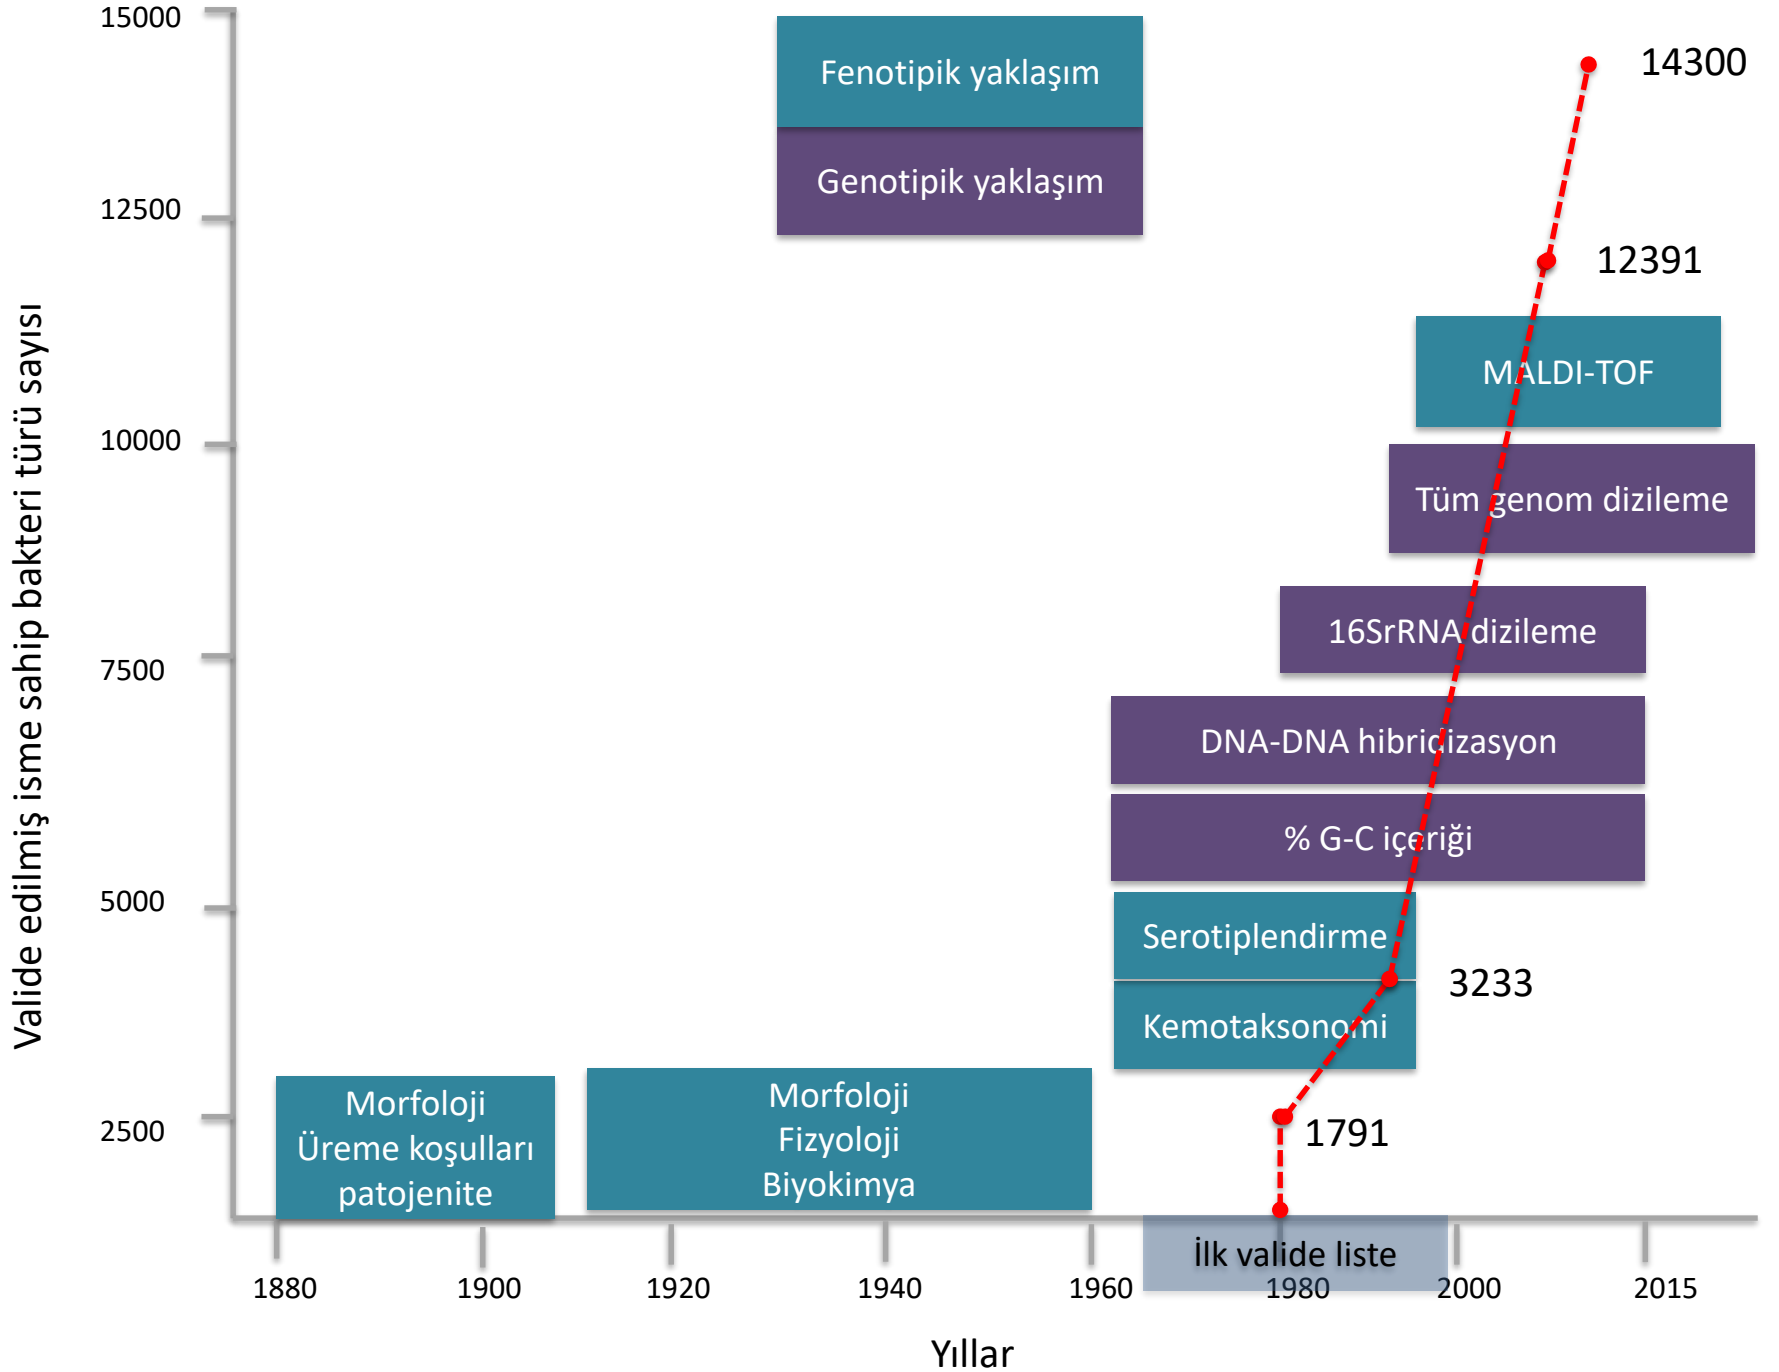 15000
Fenotipik yaklaşım
14300
Genotipik yaklaşım
12500
12391
MALDI-TOF
10000
Tüm genom dizileme
16SrRNA dizileme
7500
DNA-DNA hibridizasyon
% G-C içeriği
5000
Serotiplendirme
3233
Kemotaksonomi
Morfoloji
Üreme koşulları
patojenite
Morfoloji
Fizyoloji
Biyokimya
2500
1791
İlk valide liste
1880 1900 1920 1940 1960 1980 2000 2015
Yıllar
Valide edilmiş isme sahip bakteri türü sayısı